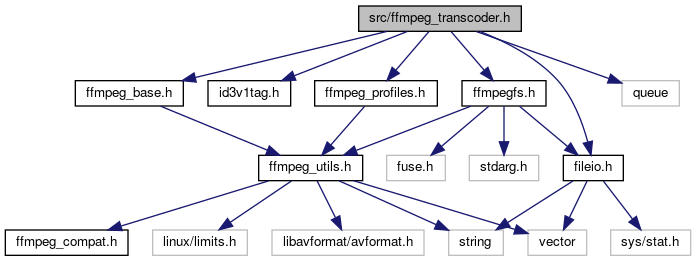 src/ffmpeg_transcoder.h
ffmpeg_base.h
id3v1tag.h
ffmpeg_profiles.h
ffmpegfs.h
queue
ffmpeg_utils.h
fuse.h
stdarg.h
fileio.h
ffmpeg_compat.h
linux/limits.h
libavformat/avformat.h
string
vector
sys/stat.h